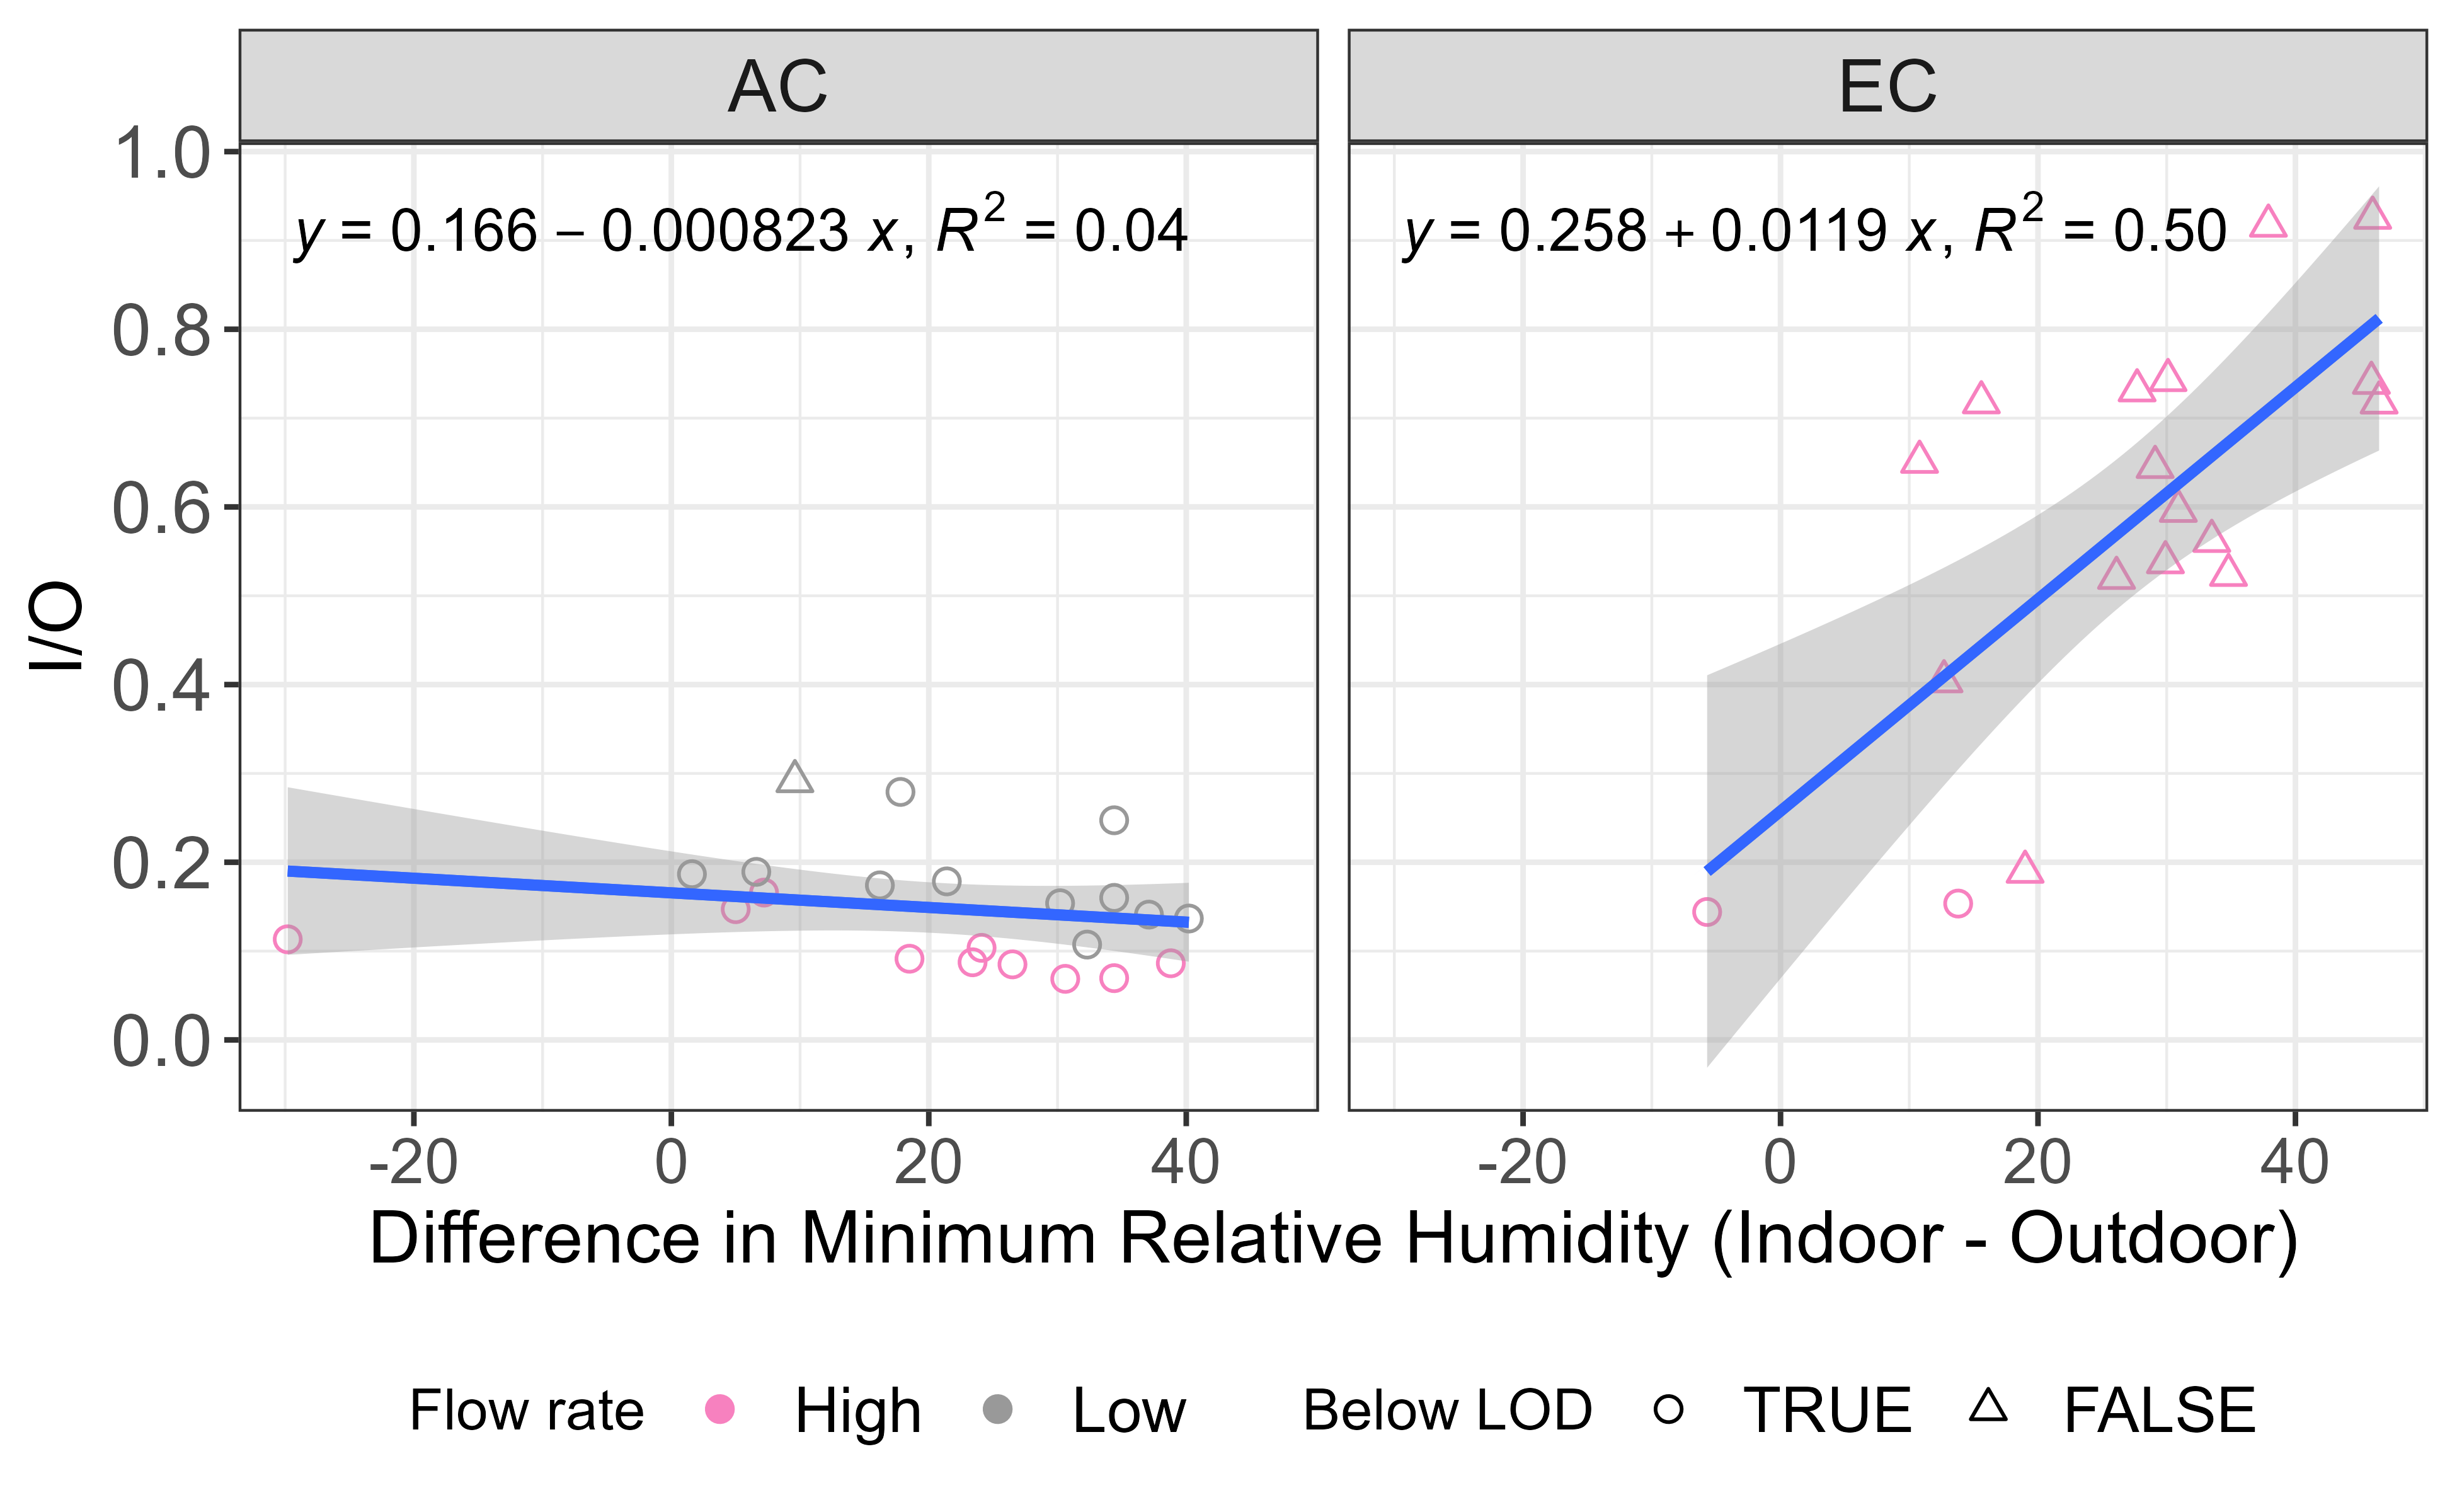 AC
EC
y = 0.166 – 0.000823 x, R² = 0.04
y = 0.258 + 0.0119 x, R² = 0.50
1.0
0.8
0.6
0.4
0.2
0.0
I/O
-20 0 20 40
-20 0 20 40
Difference in Minimum Relative Humidity (Indoor - Outdoor)
Flow rate High Low Below LOD TRUE FALSE